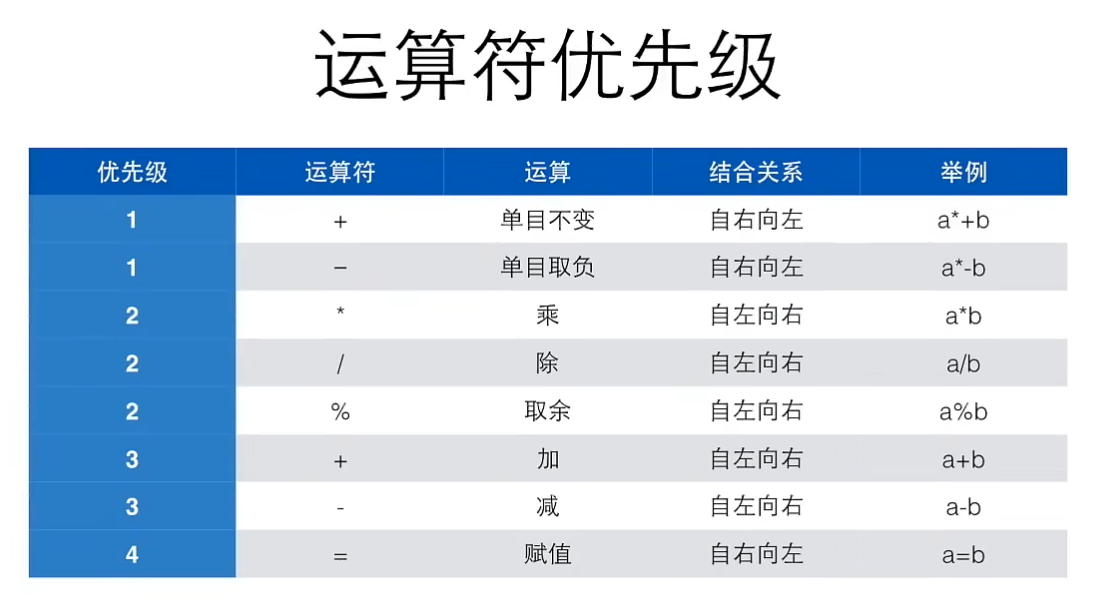 运算符优先级
优先级 运算符 运算 结合关系 举例
1 + 单目不变 自右向左 a*+b
1 − 单目取负 自右向左 a*-b
2 * 乘 自左向右 a*b
2 / 除 自左向右 a/b
2 % 取余 自左向右 a%b
3 + 加 自左向右 a+b
3 - 减 自左向右 a-b
4 = 赋值 自右向左 a=b